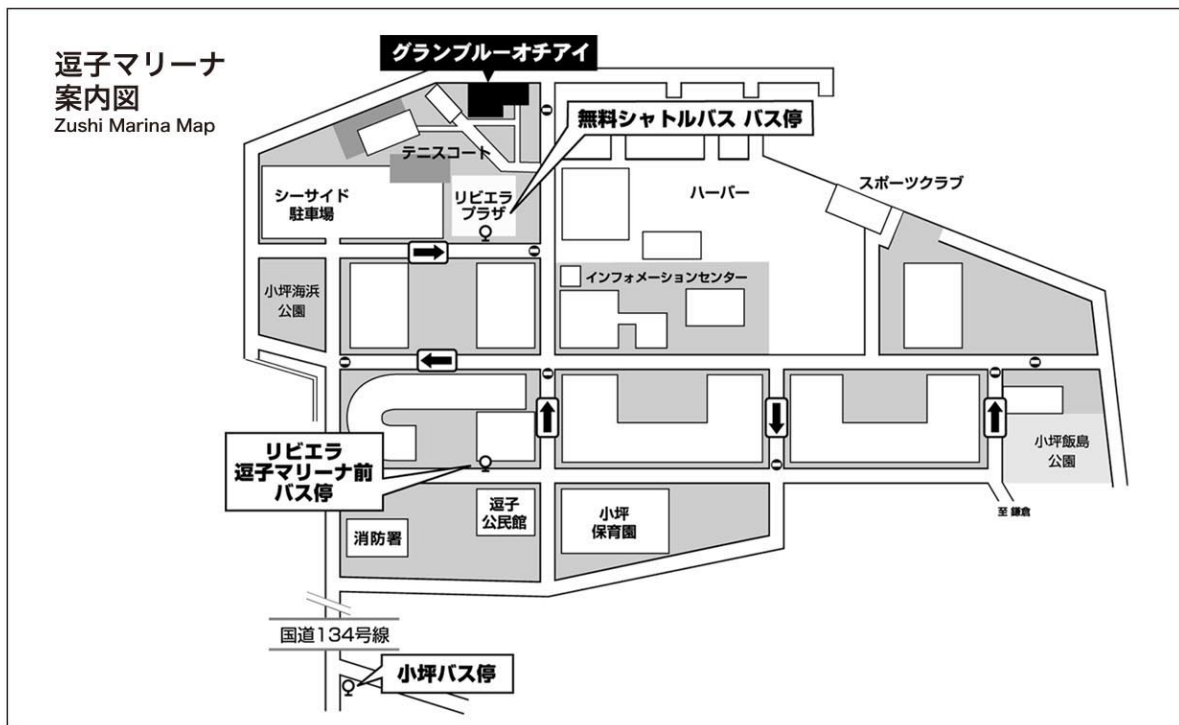 逗子マリーナ
案内図
Zushi Marina Map
グランブルーオチアイ
無料シャトルバス バス停
テニスコート
シーサイド
駐車場
リビエラ
プラザ
ハーバー
スポーツクラブ
小坪海浜
公園
インフォメーションセンター
リビエラ
逗子マリーナ前
バス停
小坪飯島
公園
至 鎌倉
消防署
逗子
公民館
小坪
保育園
国道134号線
小坪バス停